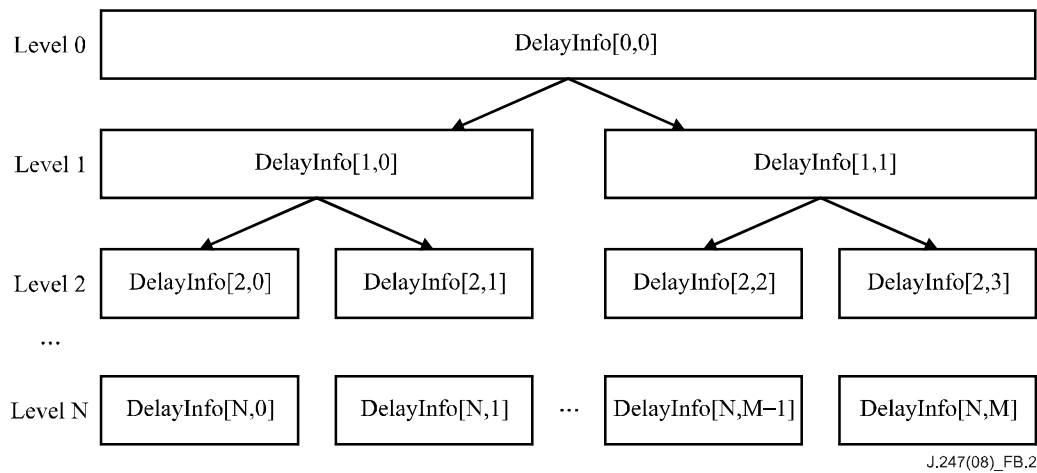 Level 0 DelayInfo[0,0]
Level 1 DelayInfo[1,0] DelayInfo[1,1]
Level 2 DelayInfo[2,0] DelayInfo[2,1] DelayInfo[2,2] DelayInfo[2,3]
...
Level N DelayInfo[N,0] DelayInfo[N,1] ... DelayInfo[N,M−1] DelayInfo[N,M]
J.247(08)_FB.2